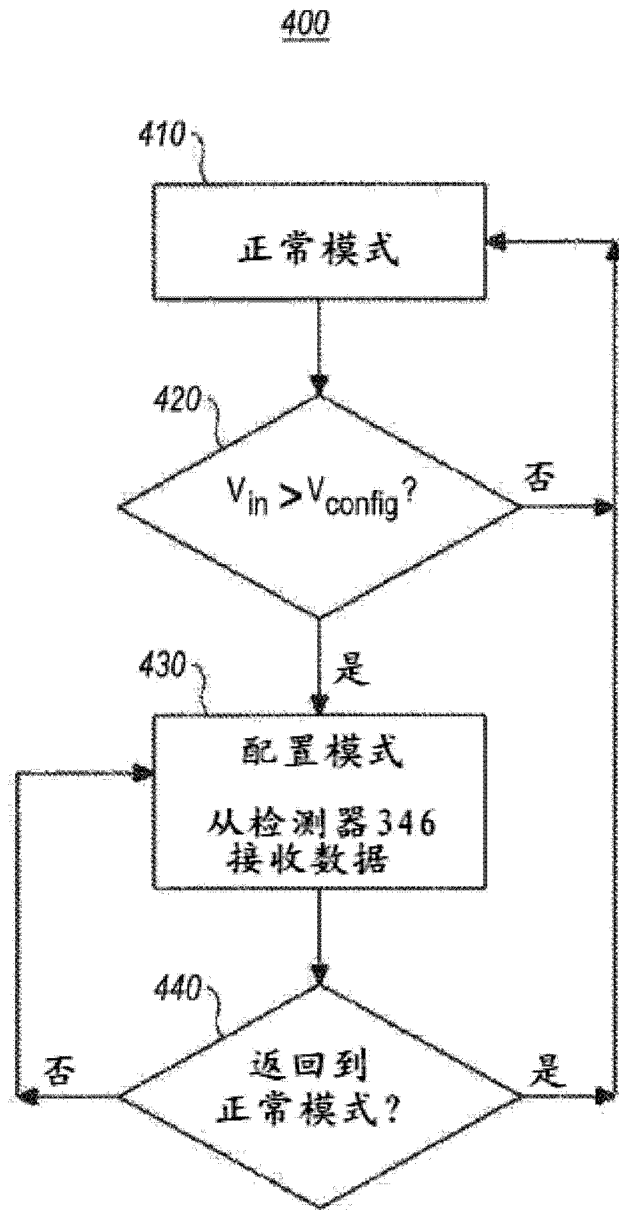 400
410
正常模式
420
Vin > Vconfig?
否
是
430
配置模式
从检测器346
接收数据
440
否
返回到
正常模式?
是